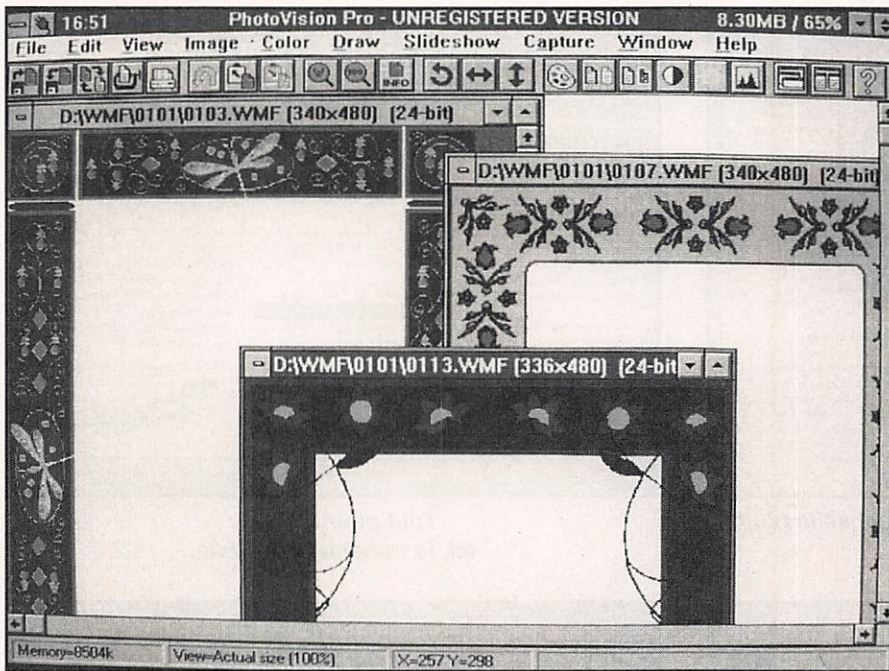 16:51 PhotoVision Pro - UNREGISTERED VERSION 8.30MB / 65%
File Edit View Image Color Draw Slideshow Capture Window Help
INFO
?
D:\WMF\0101\0103.WMF (340x480) (24-bit)
D:\WMF\0101\0107.WMF (340x480) (24-bit
D:\WMF\0101\0113.WMF (336x480) (24-bit
Memory=8504k View=Actual size (100%) X=257 Y=298